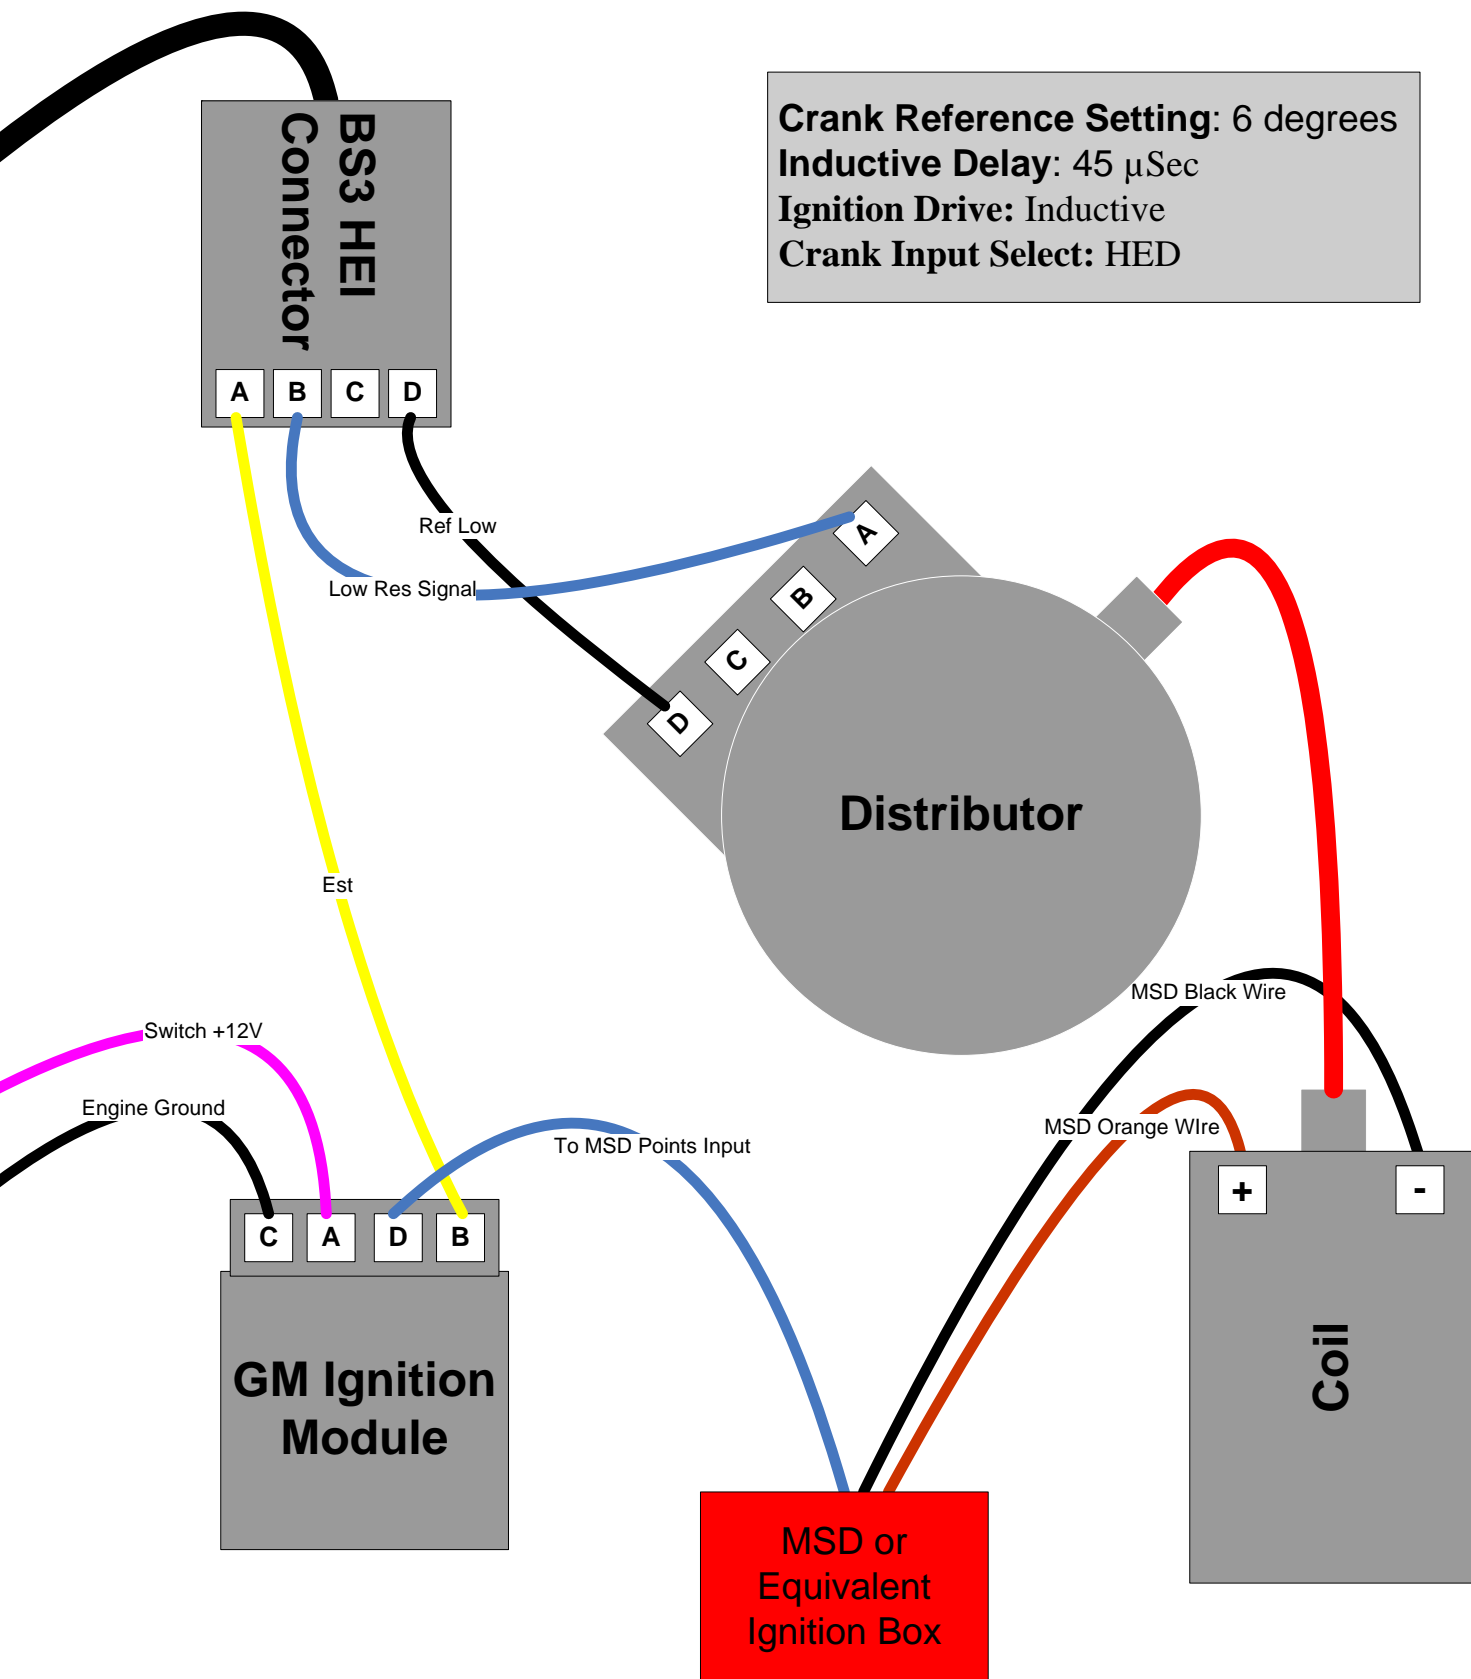 BS3 HEI
Connector
A B C D
Crank Reference Setting: 6 degrees
Inductive Delay: 45 µSec
Ignition Drive: Inductive
Crank Input Select: HED
Ref Low
Low Res Signal
A
B
C
D
Distributor
Est
MSD Black Wire
Switch +12V
Engine Ground
MSD Orange WIre
To MSD Points Input
+ -
C A D B
GM Ignition
Module
Coil
MSD or
Equivalent
Ignition Box